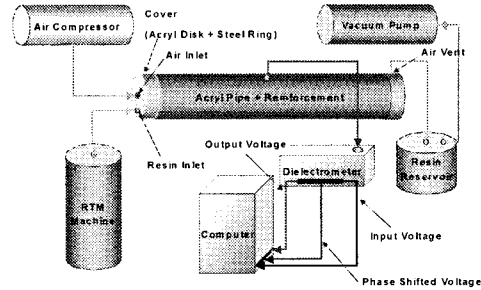 Cover
Air Compressor
(Acryl Disk + Steel Ring)
Air Inlet
Vacuum Pump
Air Vent
Acryl Pipe + Reinforcement
Resin Inlet
Output Voltage
Dielectrometer
Resin
Reservoir
RTM
Machine
Computer
Input Voltage
Phase Shifted Voltage